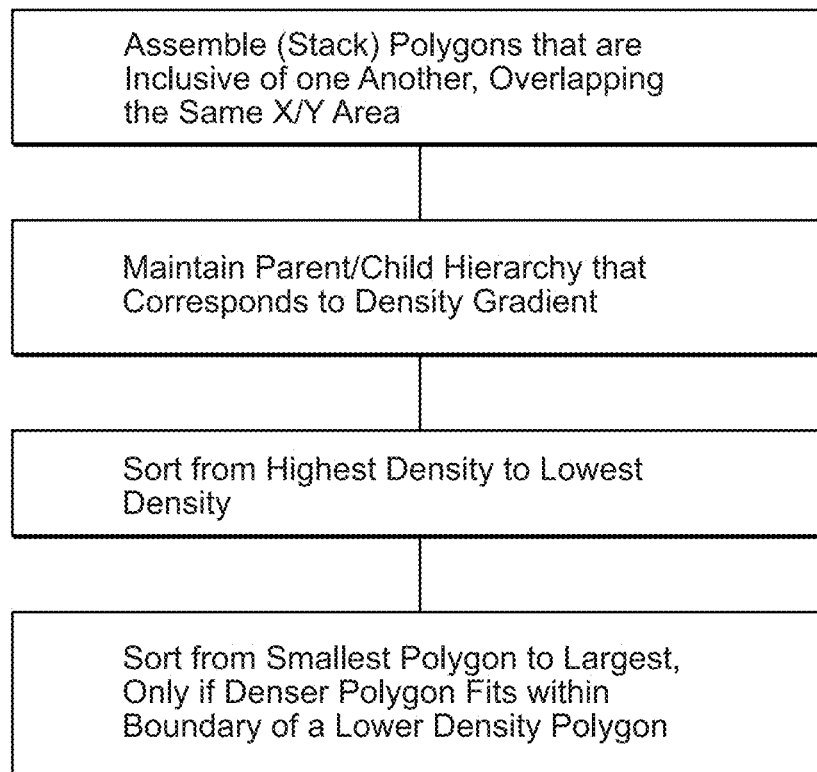 Assemble (Stack) Polygons that are
Inclusive of one Another, Overlapping
the Same X/Y Area
Maintain Parent/Child Hierarchy that
Corresponds to Density Gradient
Sort from Highest Density to Lowest
Density
Sort from Smallest Polygon to Largest,
Only if Denser Polygon Fits within
Boundary of a Lower Density Polygon